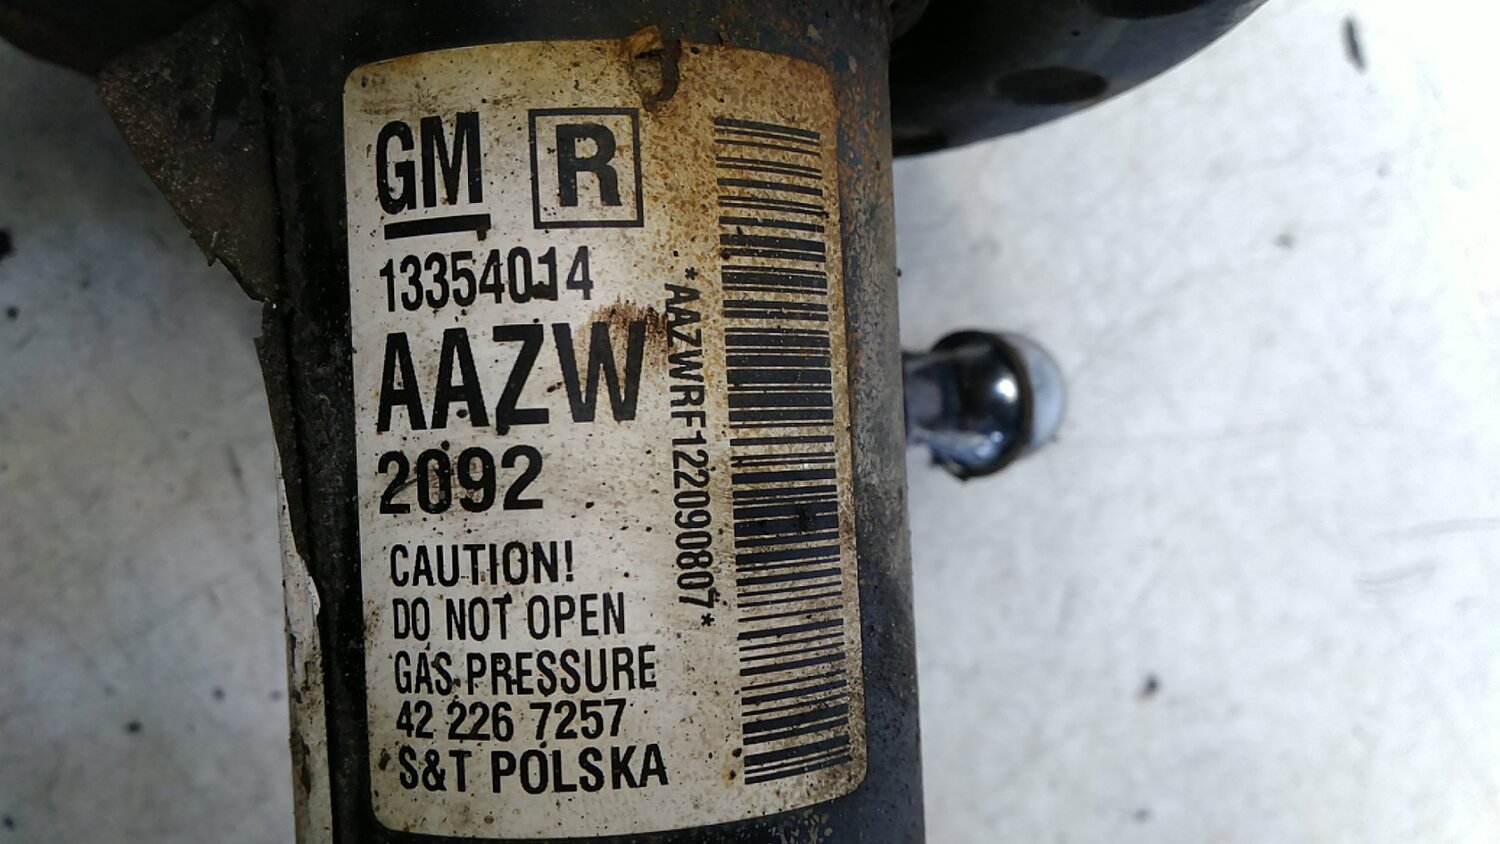 GM R
13354014
AAZW
2092
CAUTION!
DO NOT OPEN
GAS PRESSURE
42 226 7257
S&T POLSKA
*AAZWRF122090807*